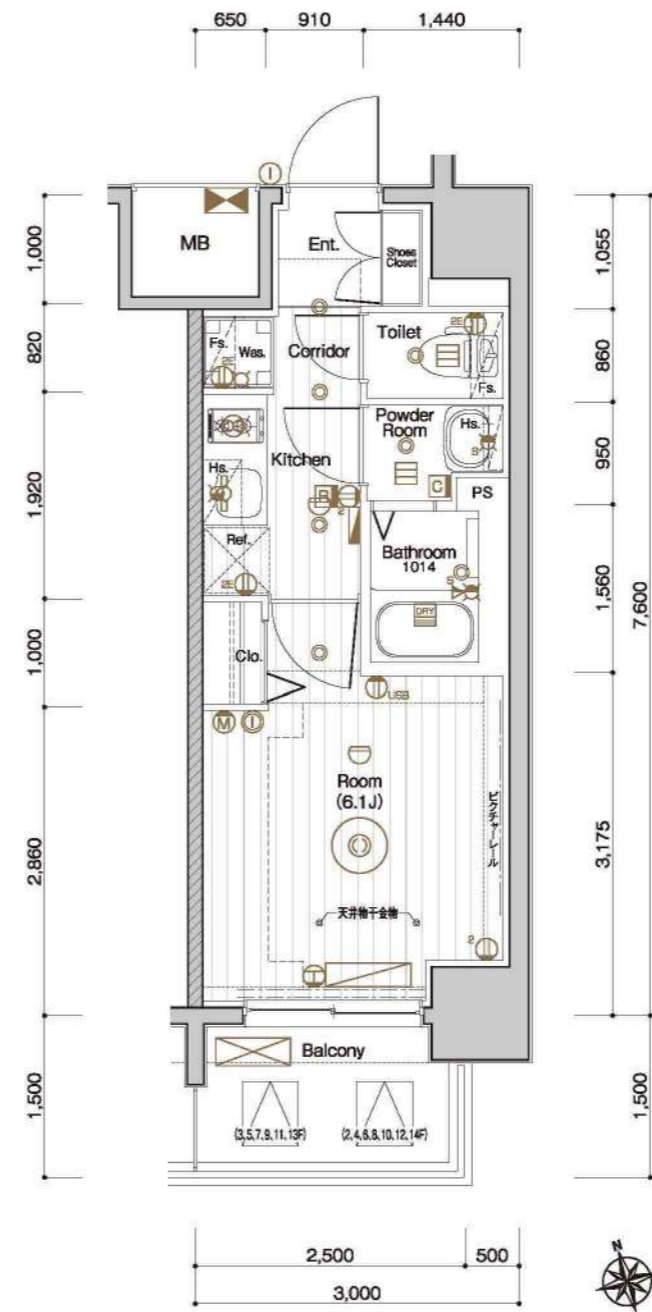 650 910 1,440
1,000
820
1,920
1,000
2,860
1,500
I
MB
Ent.
Shoes
Closet
Fs.
2E
Was.
Corridor
Toilet
2E
Fs.
Powder
Room
Hs.
S
Kitchen
Hs.
R
2
C
PS
Ref.
2E
Bathroom
1014
S
DRY
Clo.
USB
M I
Room
(6.1J)
ピクチャーレール
天井物干金物
2
T
Balcony
(3,5,7,9,11,13F) (2,4,6,8,10,12,14F)
1,055
860
950
1,560
3,175
1,500
7,600
2,500 500
3,000
N